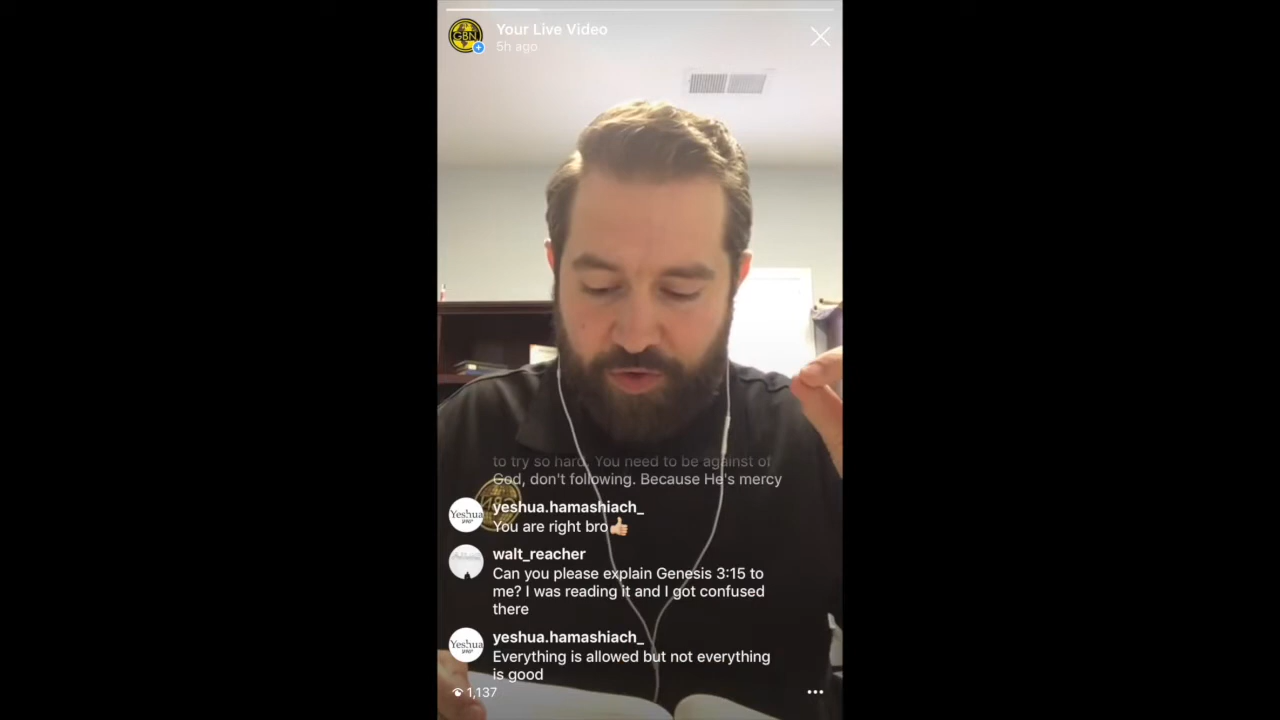 GBN
Your Live Video
5h ago
to try so hard. You need to be against of
God, don't following. Because He's mercy
yeshua.hamashiach_
Yeshua
You are right bro👍🏼
walt_reacher
Can you please explain Genesis 3:15 to
me? I was reading it and I got confused
there
yeshua.hamashiach_
Yeshua
Everything is allowed but not everything
is good
1,137